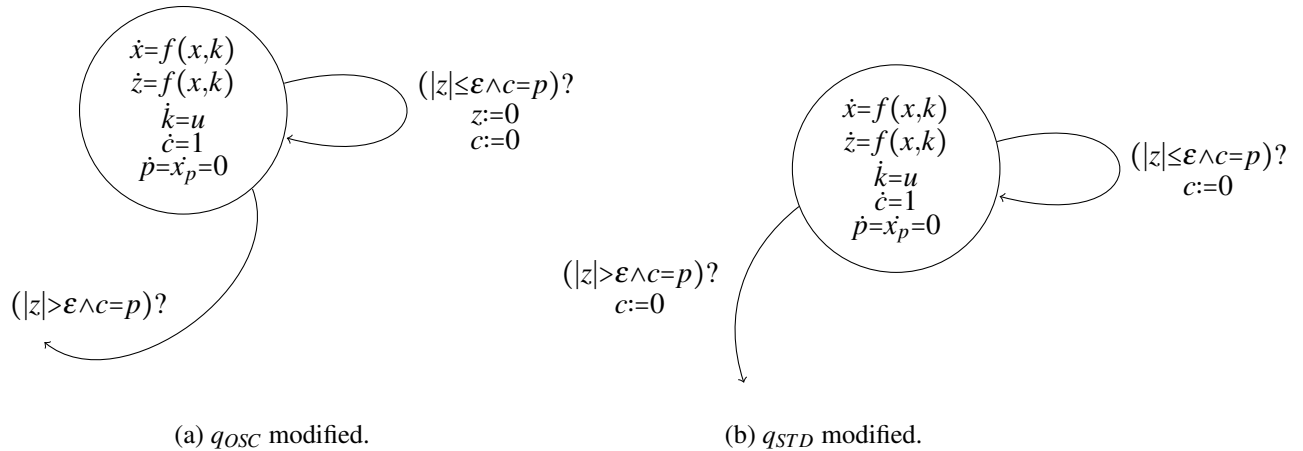 ẋ=f(x,k)
ż=f(x,k)
k̇=u
ċ=1
ṗ=ẋ_p=0
(|z|≤ε∧c=p)?
z:=0
c:=0
(|z|>ε∧c=p)?
(a) q_OSC modified.
ẋ=f(x,k)
ż=f(x,k)
k̇=u
ċ=1
ṗ=ẋ_p=0
(|z|≤ε∧c=p)?
c:=0
(|z|>ε∧c=p)?
c:=0
(b) q_STD modified.